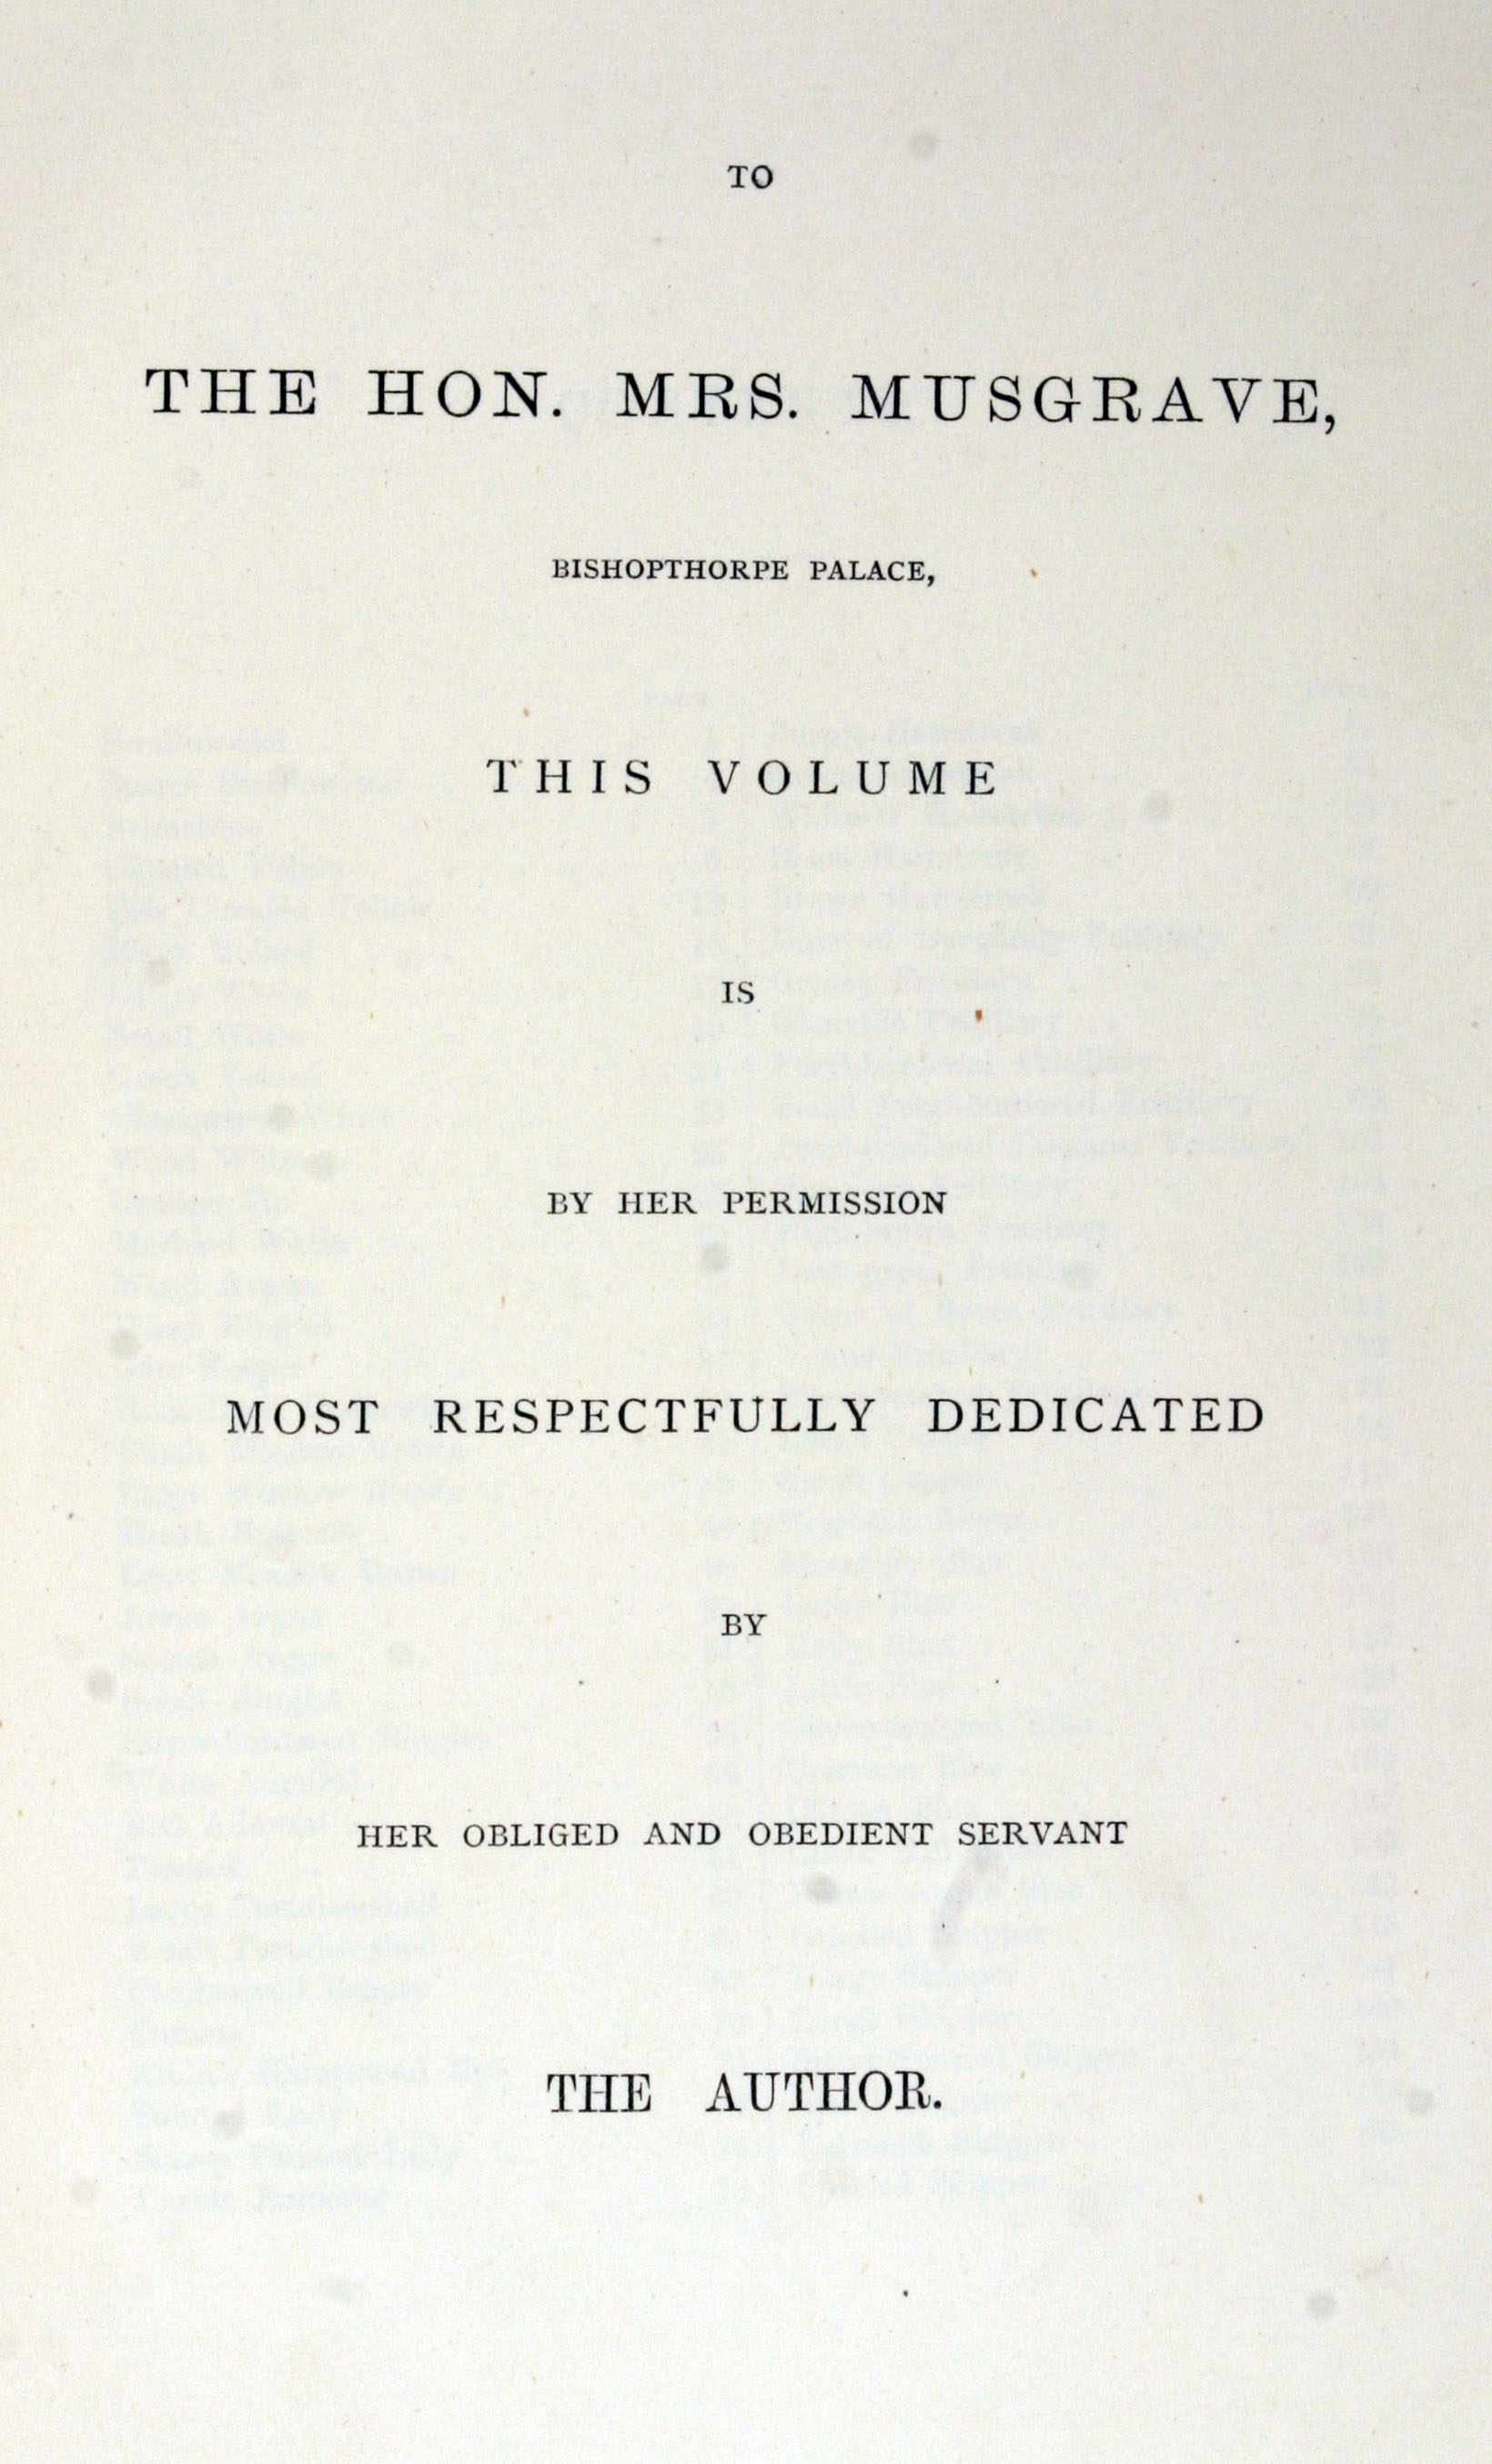 TO
THE HON. MRS. MUSGRAVE,
BISHOPTHORPE PALACE,
THIS VOLUME
IS
BY HER PERMISSION
MOST RESPECTFULLY DEDICATED
BY
HER OBLIGED AND OBEDIENT SERVANT
THE AUTHOR.